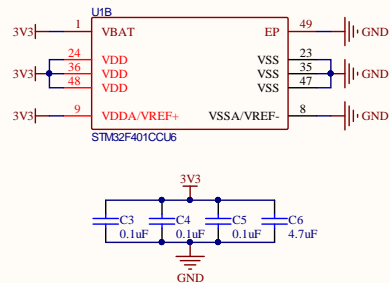 U1B
3V3 1 VBAT EP 49 GND
24 VDD VSS 23
3V3 36 VDD VSS 35 GND
48 VDD VSS 47
3V3 9 VDDA/VREF+ VSSA/VREF- 8 GND
STM32F401CCU6
3V3
C3 C4 C5 C6
0.1uF 0.1uF 0.1uF 4.7uF
GND